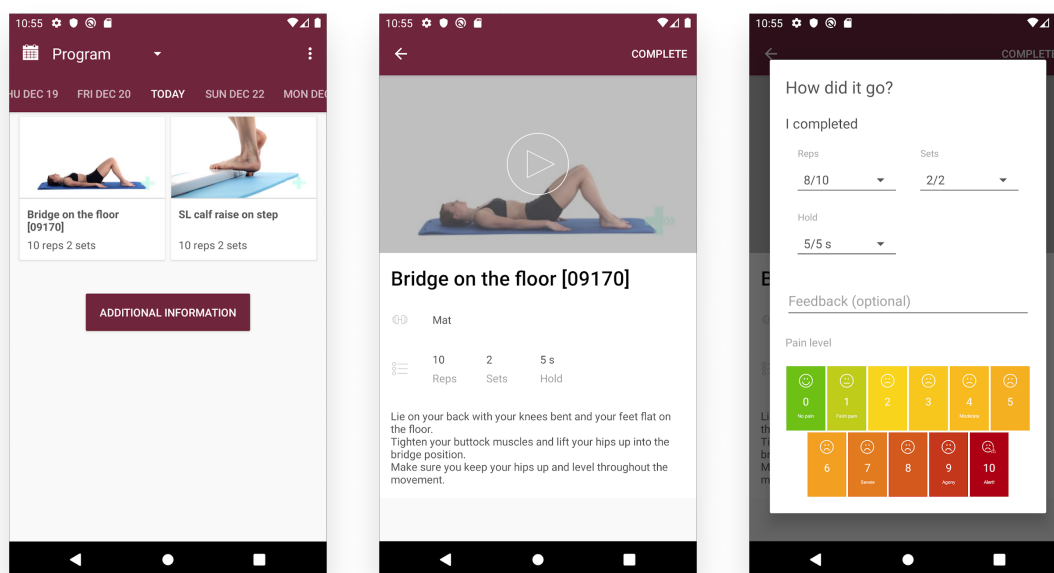 10:55
Program
HU DEC 19 FRI DEC 20 TODAY SUN DEC 22 MON DEC
Bridge on the floor
[09170]
10 reps 2 sets
SL calf raise on step
10 reps 2 sets
ADDITIONAL INFORMATION
10:55
COMPLETE
Bridge on the floor [09170]
Mat
10 2 5 s
Reps Sets Hold
Lie on your back with your knees bent and your feet flat on
the floor.
Tighten your buttock muscles and lift your hips up into the
bridge position.
Make sure you keep your hips up and level throughout the
movement.
10:55
COMPLETE
How did it go?
I completed
Reps Sets
8/10 2/2
Hold
5/5 s
Feedback (optional)
Pain level
0 1 2 3 4 5
No pain Firm pain Moderate
6 7 8 9 10
Severe Agony Alert!